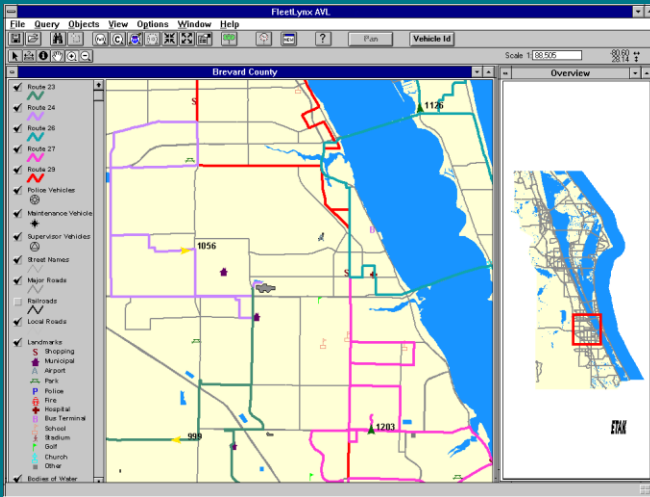 FleetLynx AVL
File Query Objects View Options Window Help
? Pan Vehicle Id
Scale 1: 88,505
-80.60
28.14
Brevard County
Overview
Route 23
Route 24
Route 26
Route 27
Route 29
Police Vehicles
Maintenance Vehicle
Supervisor Vehicles
Street Names
Major Roads
Railroads
Local Roads
Landmarks
S Shopping
Municipal
A Airport
Park
P Police
Fire
Hospital
B Bus Terminal
School
Stadium
Golf
Church
Other
Bodies of Water
S
1126
B
1056
S
1203
999
ETAK